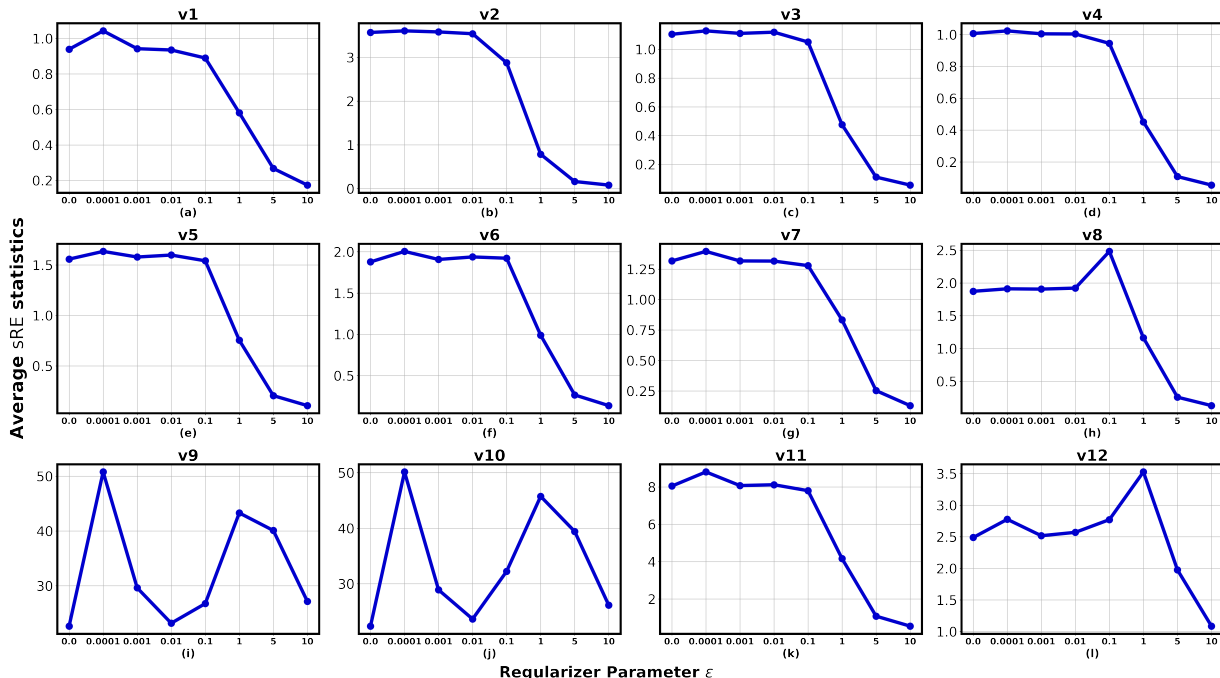 v1 v2 v3 v4
1.0 0.8 0.6 0.4 0.2
3 2 1 0
1.0 0.8 0.6 0.4 0.2
1.0 0.8 0.6 0.4 0.2
0.0 0.0001 0.001 0.01 0.1 1 5 10
0.0 0.0001 0.001 0.01 0.1 1 5 10
0.0 0.0001 0.001 0.01 0.1 1 5 10
0.0 0.0001 0.001 0.01 0.1 1 5 10
(a) (b) (c) (d)
Average sRE statistics
v5 v6 v7 v8
1.5 1.0 0.5
2.0 1.5 1.0 0.5
1.25 1.00 0.75 0.50 0.25
2.5 2.0 1.5 1.0 0.5
0.0 0.0001 0.001 0.01 0.1 1 5 10
0.0 0.0001 0.001 0.01 0.1 1 5 10
0.0 0.0001 0.001 0.01 0.1 1 5 10
0.0 0.0001 0.001 0.01 0.1 1 5 10
(e) (f) (g) (h)
v9 v10 v11 v12
50 40 30
50 40 30
8 6 4 2
3.5 3.0 2.5 2.0 1.5 1.0
0.0 0.0001 0.001 0.01 0.1 1 5 10
0.0 0.0001 0.001 0.01 0.1 1 5 10
0.0 0.0001 0.001 0.01 0.1 1 5 10
0.0 0.0001 0.001 0.01 0.1 1 5 10
(i) (j) (k) (l)
Regularizer Parameter ε